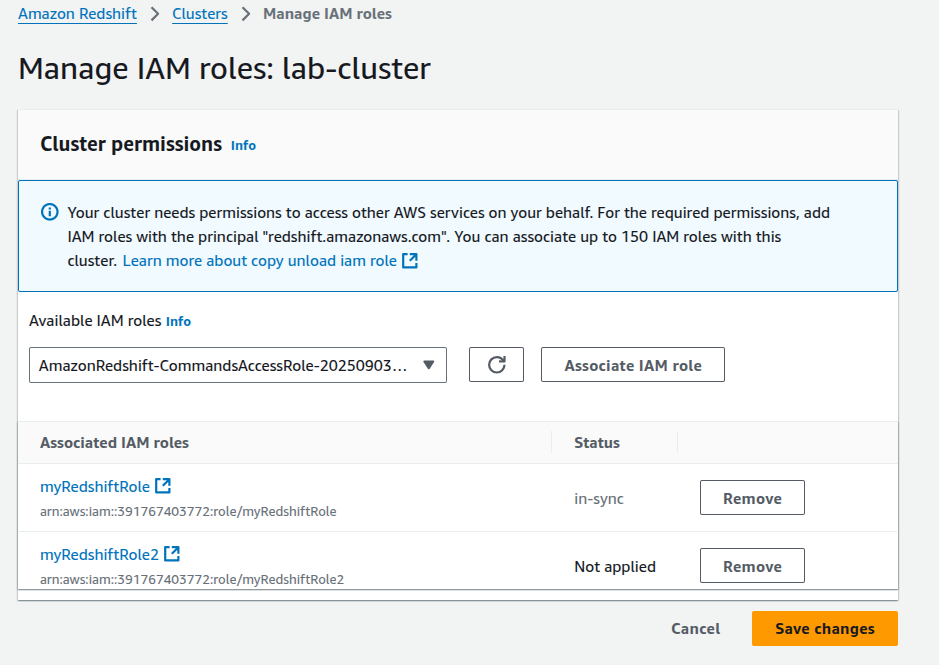 Amazon Redshift > Clusters > Manage IAM roles
Manage IAM roles: lab-cluster
Cluster permissions Info
Your cluster needs permissions to access other AWS services on your behalf. For the required permissions, add
IAM roles with the principal "redshift.amazonaws.com". You can associate up to 150 IAM roles with this
cluster. Learn more about copy unload iam role
Available IAM roles Info
AmazonRedshift-CommandsAccessRole-20250903... Associate IAM role
Associated IAM roles Status
myRedshiftRole
arn:aws:iam::391767403772:role/myRedshiftRole
in-sync Remove
myRedshiftRole2
arn:aws:iam::391767403772:role/myRedshiftRole2
Not applied Remove
Cancel Save changes